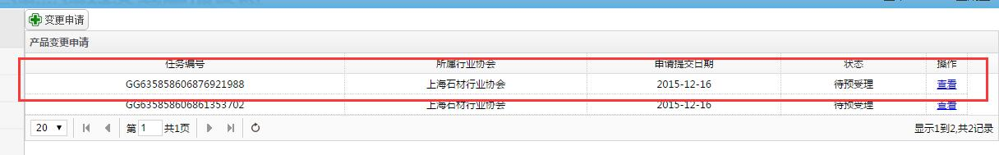 变更申请
产品变更申请
任务编号 所属行业协会 申请提交日期 状态 操作
GG635858606876921988 上海石材行业协会 2015-12-16 待预受理 查看
GG635858606861353702 上海石材行业协会 2015-12-16 待预受理 查看
20 第 1 共1页 显示1到2,共2记录